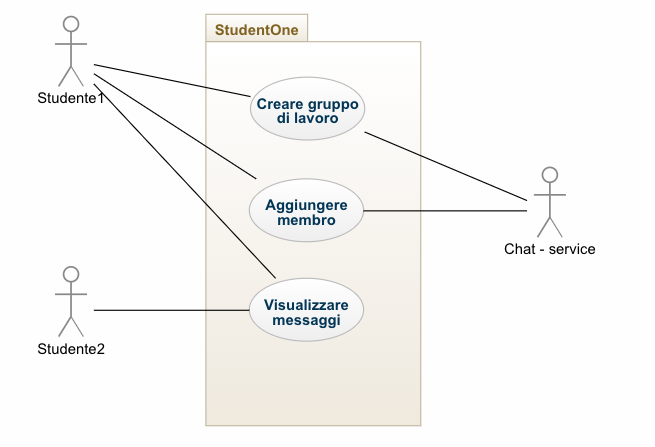 StudentOne
Studente1
Creare gruppo
di lavoro
Aggiungere
membro
Chat - service
Visualizzare
messaggi
Studente2